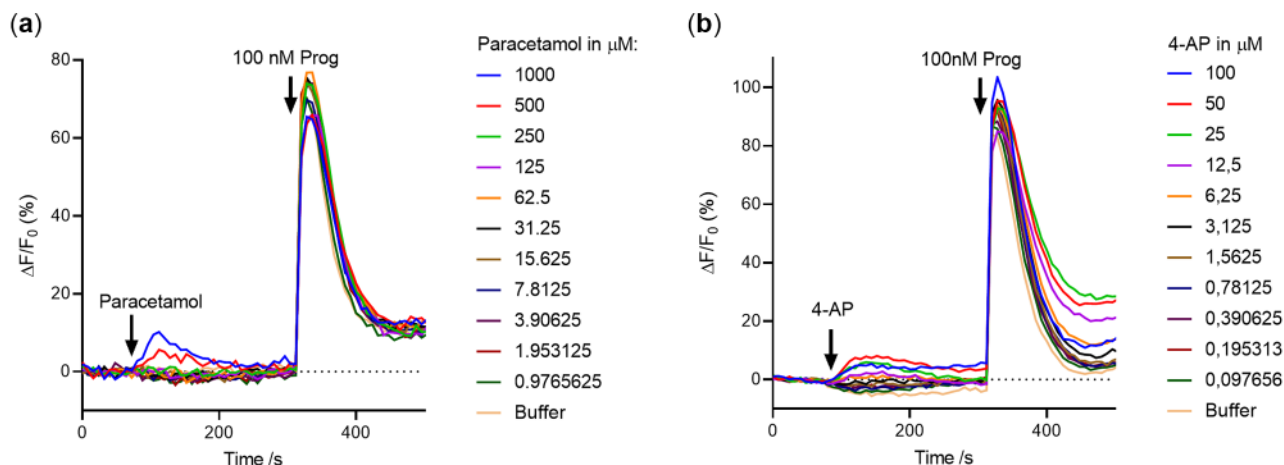 (a)
100 nM Prog
Paracetamol
ΔF/F0 (%)
80
60
40
20
0
0
200
400
Time /s
Paracetamol in μM:
1000
500
250
125
62.5
31.25
15.625
7.8125
3.90625
1.953125
0.9765625
Buffer
(b)
100nM Prog
4-AP
ΔF/F0 (%)
100
80
60
40
20
0
0
200
400
Time /s
4-AP in μM
100
50
25
12,5
6,25
3,125
1,5625
0,78125
0,390625
0,195313
0,097656
Buffer